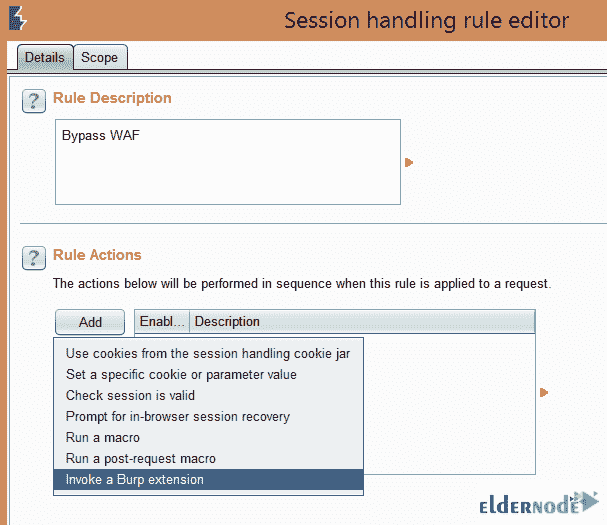 Session handling rule editor
Details Scope
? Rule Description
Bypass WAF
? Rule Actions
The actions below will be performed in sequence when this rule is applied to a request.
Add Enabl... Description
Use cookies from the session handling cookie jar
Set a specific cookie or parameter value
Check session is valid
Prompt for in-browser session recovery
Run a macro
Run a post-request macro
Invoke a Burp extension
eldernode